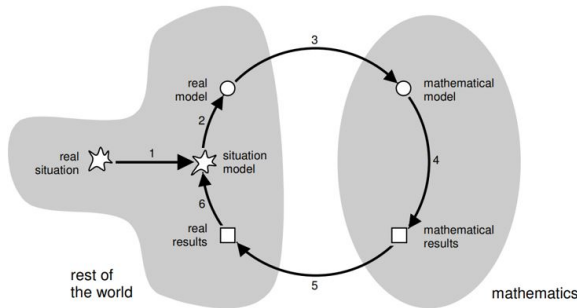 3
real
model
mathematical
model
2
real
situation
1
situation
model
4
6
real
results
mathematical
results
5
rest of
the world
mathematics